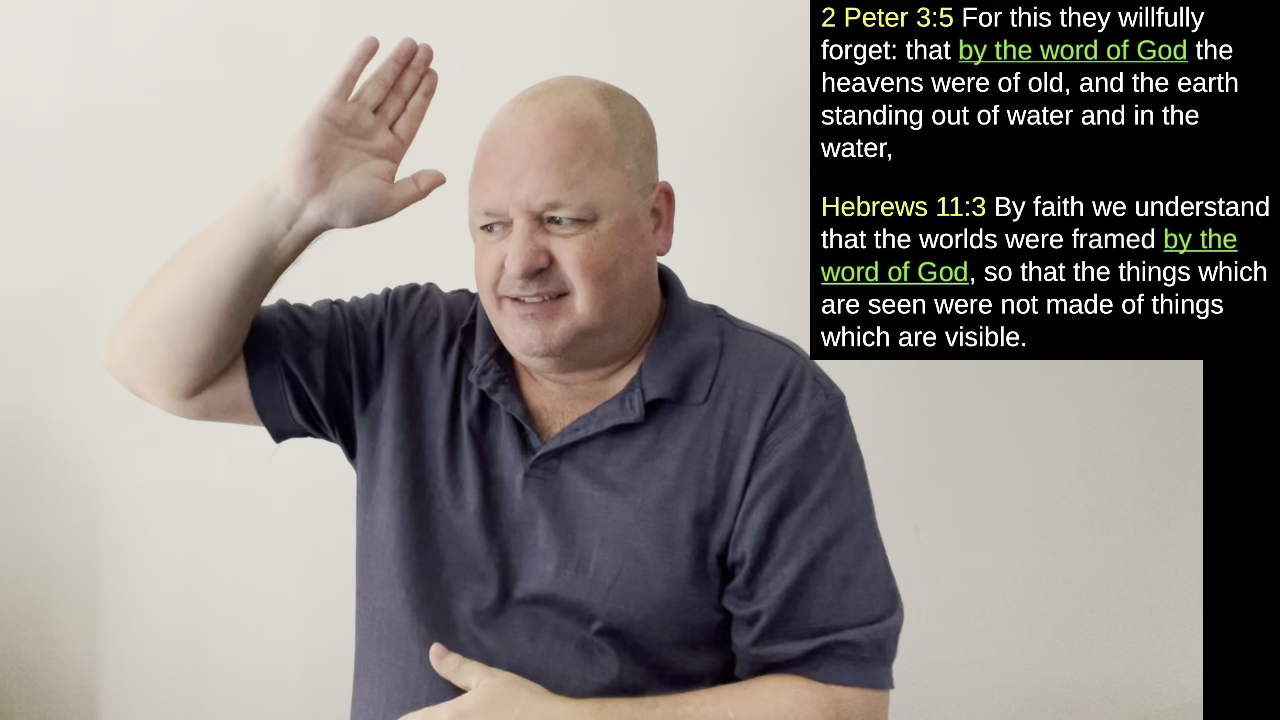 2 Peter 3:5 For this they willfully
forget: that by the word of God the
heavens were of old, and the earth
standing out of water and in the
water,
Hebrews 11:3 By faith we understand
that the worlds were framed by the
word of God, so that the things which
are seen were not made of things
which are visible.